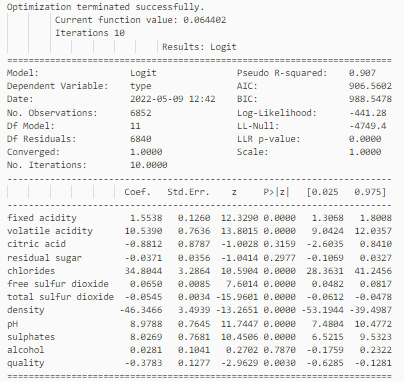 Optimization terminated successfully.
Current function value: 0.064402
Iterations 10
Results: Logit
Model: Logit Pseudo R-squared: 0.907
Dependent Variable: type AIC: 906.5602
Date: 2022-05-09 12:42 BIC: 988.5478
No. Observations: 6852 Log-Likelihood: -441.28
Df Model: 11 LL-Null: -4749.4
Df Residuals: 6840 LLR p-value: 0.0000
Converged: 1.0000 Scale: 1.0000
No. Iterations: 10.0000
Coef. Std.Err. z P>|z| [0.025 0.975]
fixed acidity 1.5538 0.1260 12.3290 0.0000 1.3068 1.8008
volatile acidity 10.5390 0.7636 13.8015 0.0000 9.0424 12.0357
citric acid -0.8812 0.8787 -1.0028 0.3159 -2.6035 0.8410
residual sugar -0.0371 0.0356 -1.0414 0.2977 -0.1069 0.0327
chlorides 34.8044 3.2864 10.5904 0.0000 28.3631 41.2456
free sulfur dioxide 0.0650 0.0085 7.6014 0.0000 0.0482 0.0817
total sulfur dioxide -0.0545 0.0034 -15.9601 0.0000 -0.0612 -0.0478
density -46.3466 3.4939 -13.2651 0.0000 -53.1944 -39.4987
pH 8.9788 0.7645 11.7447 0.0000 7.4804 10.4772
sulphates 8.0269 0.7681 10.4506 0.0000 6.5215 9.5323
alcohol 0.0281 0.1041 0.2702 0.7870 -0.1759 0.2322
quality -0.3783 0.1277 -2.9629 0.0030 -0.6285 -0.1281